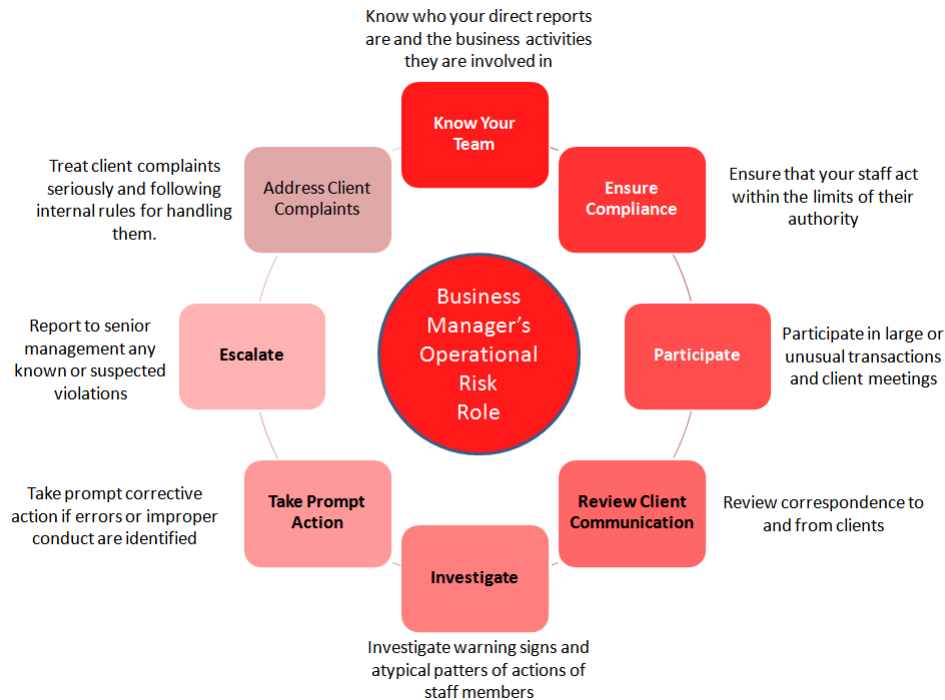 Know who your direct reports
are and the business activities
they are involved in
Know Your
Team
Ensure
Compliance
Ensure that your staff act
within the limits of their
authority
Participate
Participate in large or
unusual transactions
and client meetings
Review Client
Communication
Review correspondence to
and from clients
Investigate
Investigate warning signs and
atypical patters of actions of
staff members
Take Prompt
Action
Take prompt corrective
action if errors or improper
conduct are identified
Escalate
Report to senior
management any
known or suspected
violations
Address Client
Complaints
Treat client complaints
seriously and following
internal rules for handling
them.
Business
Manager’s
Operational
Risk
Role